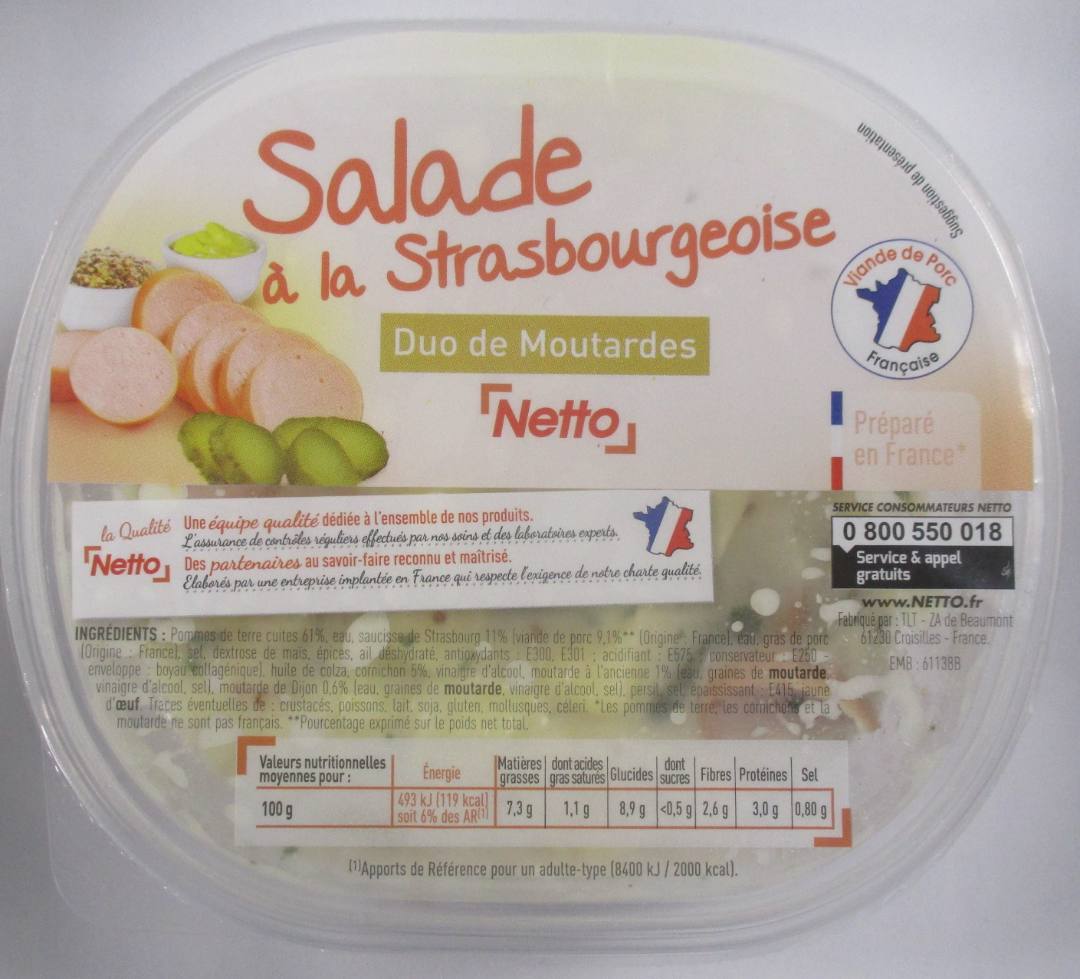 Salade
à la Strasbourgeoise
Duo de Moutardes
Netto
Suggestion de présentation
Viande de Porc
Française
Préparé
en France*
la Qualité
Netto
Une équipe qualité dédiée à l'ensemble de nos produits.
L'assurance de contrôles réguliers effectués par nos soins et des laboratoires experts.
Des partenaires au savoir-faire reconnu et maîtrisé.
Elaborés par une entreprise implantée en France qui respecte l'exigence de notre charte qualité.
SERVICE CONSOMMATEURS NETTO
0 800 550 018
Service & appel
gratuits
www.NETTO.fr
Fabriqué par : TLT - ZA de Beaumont
61230 Croisilles - France.
EMB : 61138B
INGRÉDIENTS : Pommes de terre cuites 61%, eau, saucisse de Strasbourg 11% (viande de porc 9,1%** (Origine : France), eau, gras de porc
(Origine : France), sel, dextrose de maïs, épices, ail déshydraté, antioxydants : E300, E301 ; acidifiant : E575 ; conservateur : E250 -
enveloppe : boyau collagénique), huile de colza, cornichon 5%, vinaigre d'alcool, moutarde à l'ancienne 1% (eau, graines de moutarde,
vinaigre d'alcool, sel), moutarde de Dijon 0,6% (eau, graines de moutarde, vinaigre d'alcool, sel), persil, sel, épaississant : E415, jaune
d'œuf. Traces éventuelles de : crustacés, poissons, lait, soja, gluten, mollusques, céleri. *Les pommes de terre, les cornichons et la
moutarde ne sont pas français. **Pourcentage exprimé sur le poids net total.
Valeurs nutritionnelles moyennes pour : Énergie Matières grasses dont acides gras saturés Glucides dont sucres Fibres Protéines Sel
100 g 493 kJ (119 kcal) soit 6% des AR(1) 7,3 g 1,1 g 8,9 g <0,5 g 2,6 g 3,0 g 0,80 g
(1)Apports de Référence pour un adulte-type (8400 kJ / 2000 kcal).